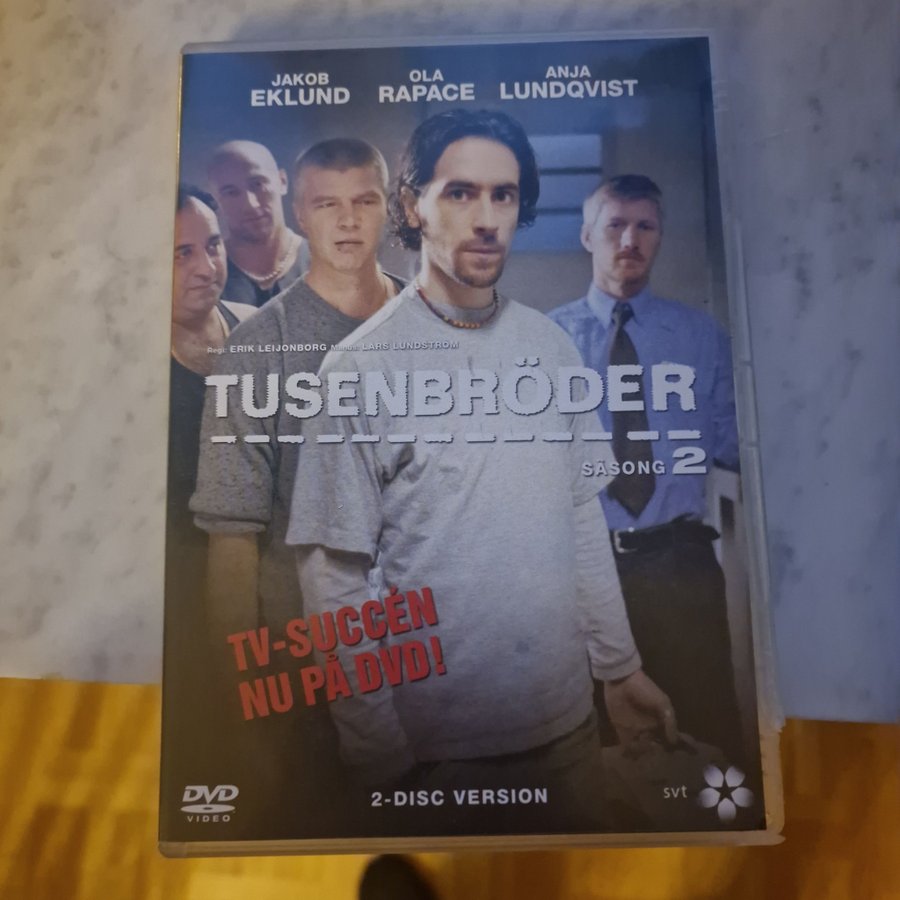 JAKOB EKLUND
OLA RAPACE
ANJA LUNDQVIST
Regi: ERIK LEIJONBORG Manus: LARS LUNDSTRÖM
TUSENBRÖDER
SÄSONG 2
TV-SUCCÉN
NU PÅ DVD!
DVD
VIDEO
2-DISC VERSION
svt